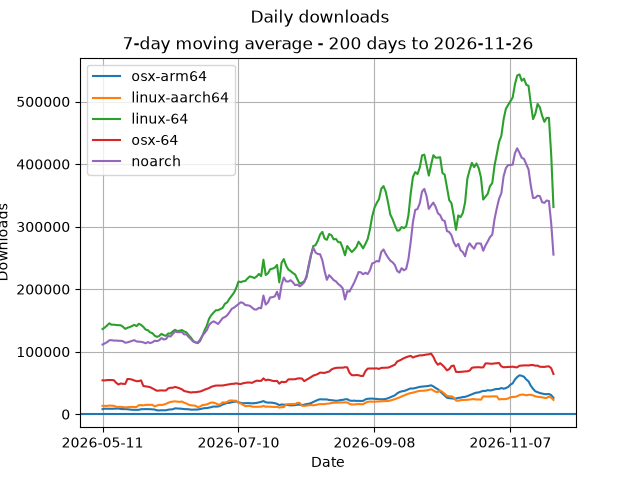 Daily downloads
7-day moving average - 200 days to 2026-11-26
osx-arm64
linux-aarch64
linux-64
osx-64
noarch
500000
400000
300000
200000
100000
0
Downloads
2026-05-11
2026-07-10
2026-09-08
2026-11-07
Date